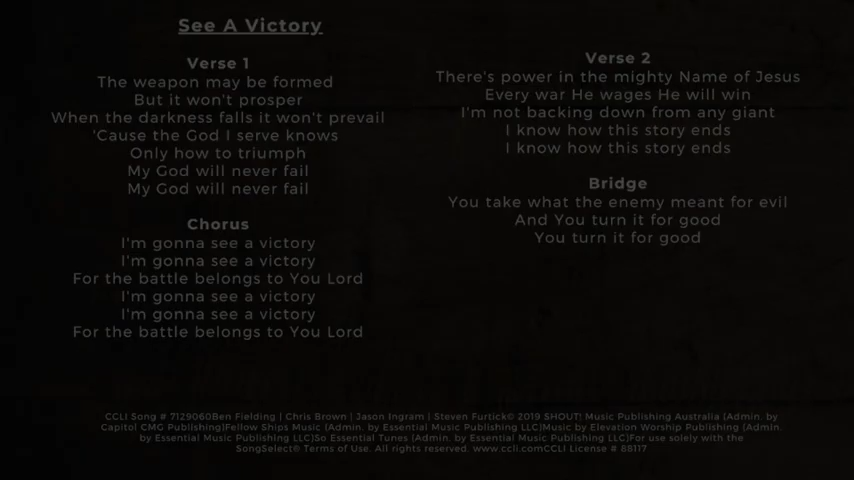 See A Victory
Verse 1
The weapon may be formed
But it won't prosper
When the darkness falls it won't prevail
'Cause the God I serve knows
Only how to triumph
My God will never fail
My God will never fail
Chorus
I'm gonna see a victory
I'm gonna see a victory
For the battle belongs to You Lord
I'm gonna see a victory
I'm gonna see a victory
For the battle belongs to You Lord
Verse 2
There's power in the mighty Name of Jesus
Every war He wages He will win
I'm not backing down from any giant
I know how this story ends
I know how this story ends
Bridge
You take what the enemy meant for evil
And You turn it for good
You turn it for good
CCLI Song # 7129060Ben Fielding | Chris Brown | Jason Ingram | Steven Furtick© 2019 SHOUT! Music Publishing Australia (Admin. by
Capitol CMG Publishing)Fellow Ships Music (Admin. by Essential Music Publishing LLC)Music by Elevation Worship Publishing (Admin.
by Essential Music Publishing LLC)So Essential Tunes (Admin. by Essential Music Publishing LLC)For use solely with the
SongSelect® Terms of Use. All rights reserved. www.ccli.comCCLI License # 88117